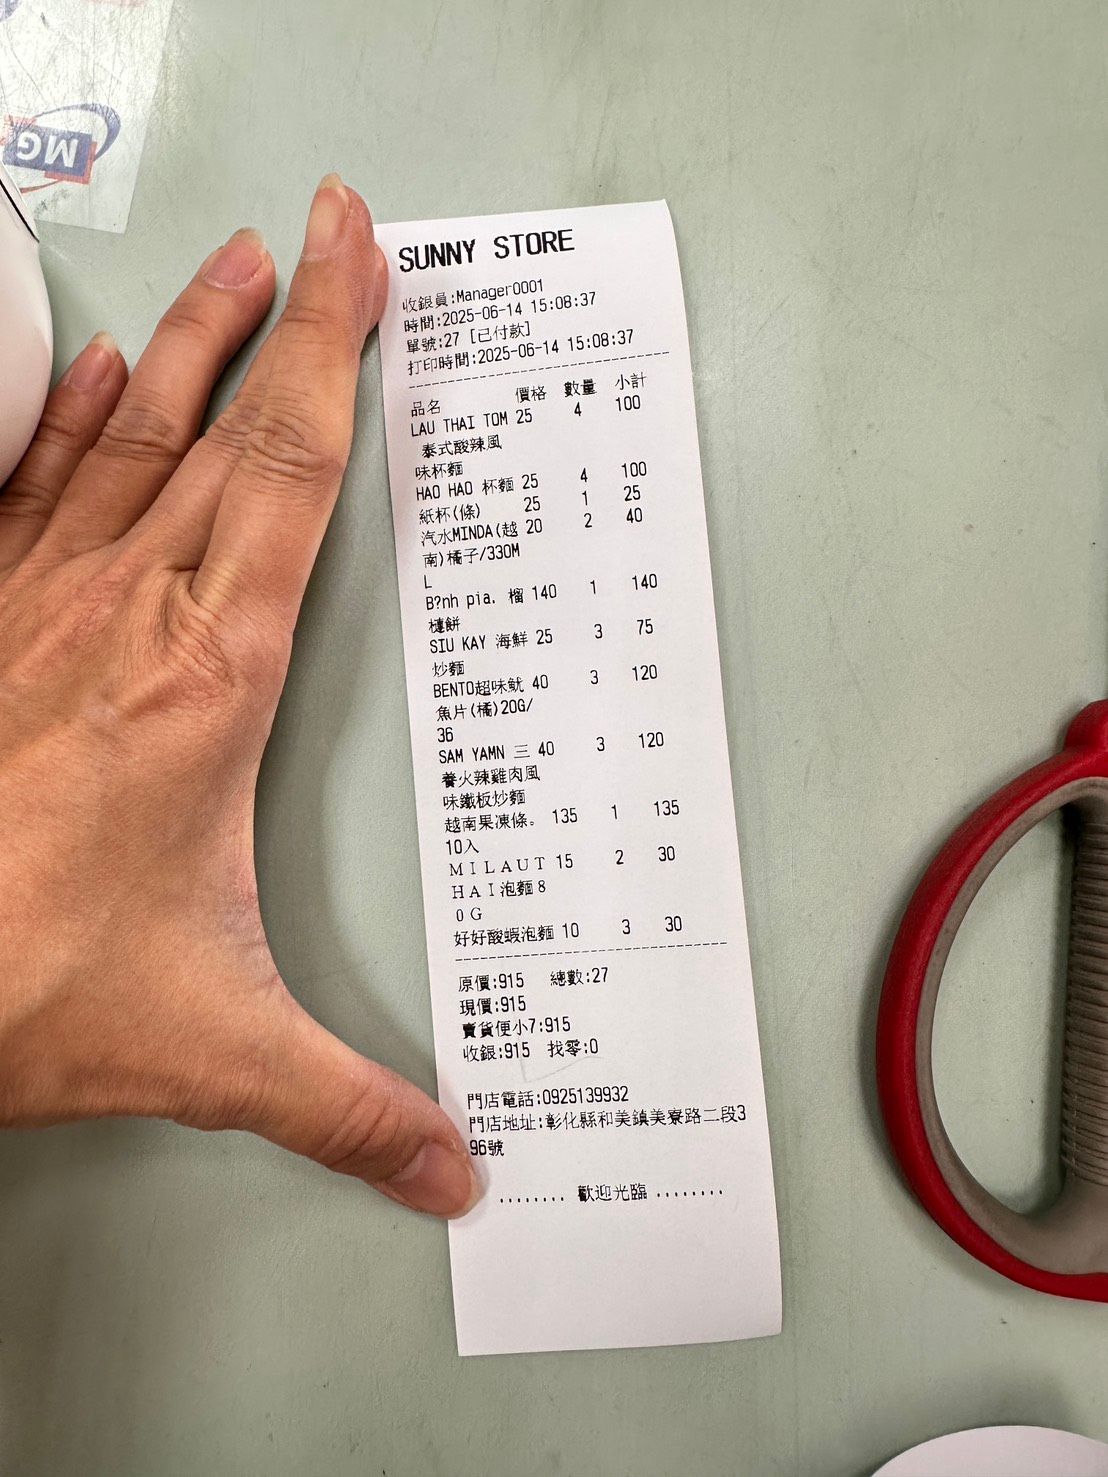 MG
SUNNY STORE
收銀員:Manager0001
時間:2025-06-14 15:08:37
單號:27 [已付款]
打印時間:2025-06-14 15:08:37
品名 價格 數量 小計
LAU THAI TOM 25 4 100
泰式酸辣風
味杯麵
HAO HAO 杯麵 25 4 100
紙杯(條) 25 1 25
汽水MINDA(越 20 2 40
南)橘子/330M
L
B?nh pia. 榴 140 1 140
槤餅
SIU KAY 海鮮 25 3 75
炒麵
BENTO超味魷 40 3 120
魚片(橘)20G/
36
SAM YAMN 三 40 3 120
養火辣雞肉風
味鐵板炒麵
越南果凍條。 135 1 135
10入
ＭＩＬＡＵＴ 15 2 30
ＨＡＩ泡麵８
０Ｇ
好好酸蝦泡麵 10 3 30
原價:915 總數:27
現價:915
賣貨便小7:915
收銀:915 找零:0
門店電話:0925139932
門店地址:彰化縣和美鎮美寮路二段3
96號
........ 歡迎光臨 ........